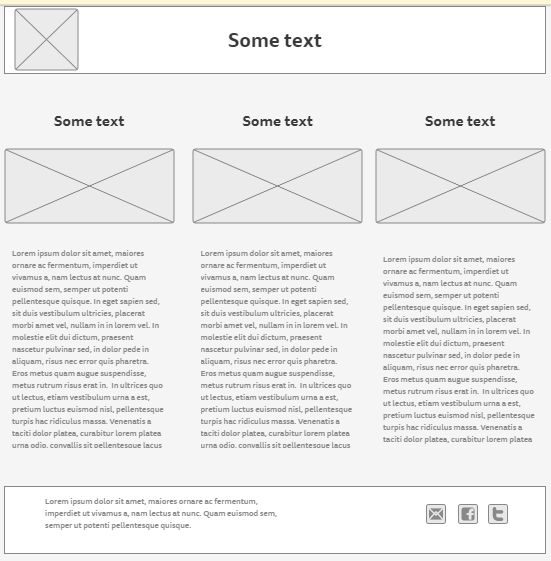 Some text
Some text
Lorem ipsum dolor sit amet, maiores
ornare ac fermentum, imperdiet ut
vivamus a, nam lectus at nunc. Quam
euismod sem, semper ut potenti
pellentesque quisque. In eget sapien sed,
sit duis vestibulum ultricies, placerat
morbi amet vel, nullam in in lorem vel. In
molestie elit dui dictum, praesent
nascetur pulvinar sed, in dolor pede in
aliquam, risus nec error quis pharetra.
Eros metus quam augue suspendisse,
metus rutrum risus erat in. In ultrices quo
ut lectus, etiam vestibulum urna a est,
pretium luctus euismod nisl, pellentesque
turpis hac curabitur metus. Venenatis a
taciti dolor platea, curabitur lorem platea
urna odio, convallis sit pellentesque lacus
Some text
Lorem ipsum dolor sit amet, maiores
ornare ac fermentum, imperdiet ut
vivamus a, nam lectus at nunc. Quam
euismod sem, semper ut potenti
pellentesque quisque. In eget sapien sed,
sit duis vestibulum ultricies, placerat
morbi amet vel, nullam in in lorem vel. In
molestie elit dui dictum, praesent
nascetur pulvinar sed, in dolor pede in
aliquam, risus nec error quis pharetra.
Eros metus quam augue suspendisse,
metus rutrum risus erat in. In ultrices quo
ut lectus, etiam vestibulum urna a est,
pretium luctus euismod nisl, pellentesque
turpis hac curabitur metus. Venenatis a
taciti dolor platea, curabitur lorem platea
urna odio, convallis sit pellentesque lacus
Some text
Lorem ipsum dolor sit amet, maiores
ornare ac fermentum, imperdiet ut
vivamus a, nam lectus at nunc. Quam
euismod sem, semper ut potenti
pellentesque quisque. In eget sapien sed,
sit duis vestibulum ultricies, placerat
morbi amet vel, nullam in in lorem vel. In
molestie elit dui dictum, praesent
nascetur pulvinar sed, in dolor pede in
aliquam, risus nec error quis pharetra.
Eros metus quam augue suspendisse,
metus rutrum risus erat in. In ultrices quo
ut lectus, etiam vestibulum urna a est,
pretium luctus euismod nisl, pellentesque
turpis hac curabitur metus. Venenatis a
taciti dolor platea, curabitur lorem platea
Lorem ipsum dolor sit amet, maiores ornare ac fermentum,
imperdiet ut vivamus a, nam lectus at nunc. Quam euismod sem,
semper ut potenti pellentesque quisque.